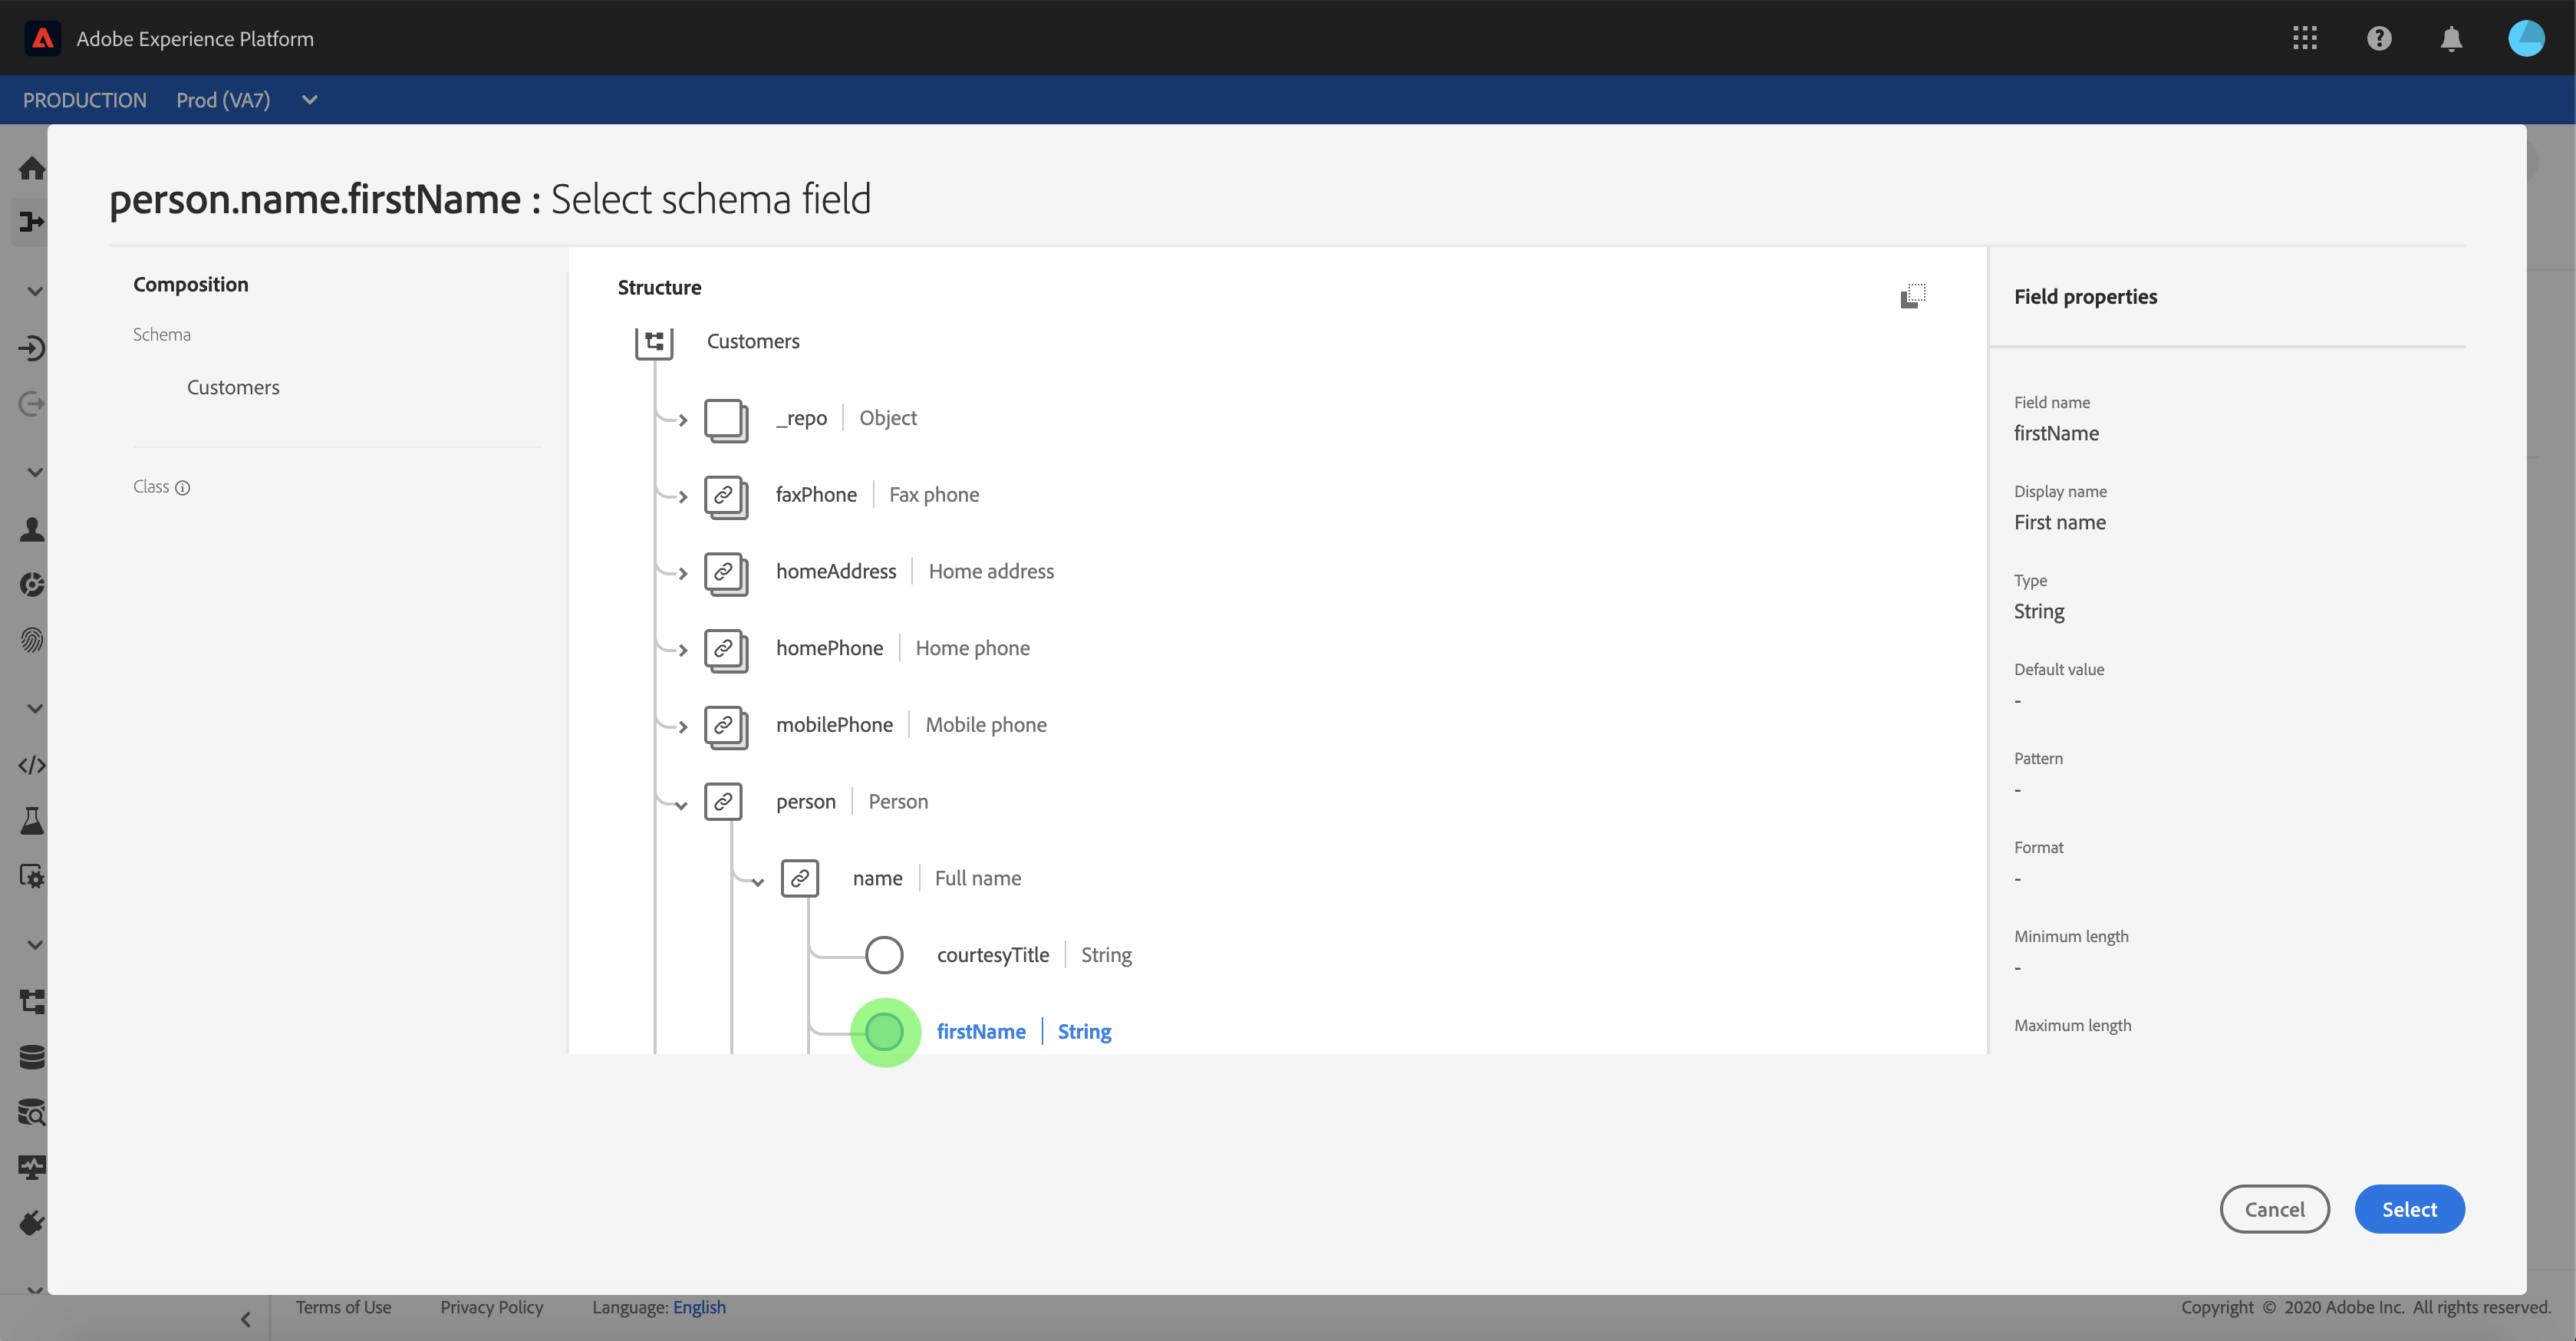 Adobe Experience Platform
PRODUCTION Prod (VA7)
person.name.firstName : Select schema field
Composition
Schema
Customers
Class
Structure
Customers
_repo Object
faxPhone Fax phone
homeAddress Home address
homePhone Home phone
mobilePhone Mobile phone
person Person
name Full name
courtesyTitle String
firstName String
Field properties
Field name
firstName
Display name
First name
Type
String
Default value
-
Pattern
-
Format
-
Minimum length
-
Maximum length
Cancel Select
Terms of Use Privacy Policy Language: English Copyright © 2020 Adobe Inc. All rights reserved.